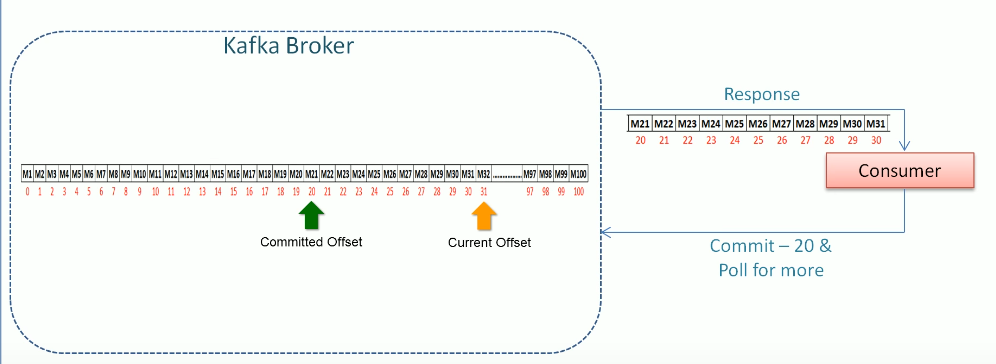 Kafka Broker
Response
M21 M22 M23 M24 M25 M26 M27 M28 M29 M30 M31
20 21 22 23 24 25 26 27 28 29 30
Consumer
M1 M2 M3 M4 M5 M6 M7 M8 M9 M10 M11 M12 M13 M14 M15 M16 M17 M18 M19 M20 M21 M22 M23 M24 M25 M26 M27 M28 M29 M30 M31 M32 ................ M97 M98 M99 M100
0 1 2 3 4 5 6 7 8 9 10 11 12 13 14 15 16 17 18 19 20 21 22 23 24 25 26 27 28 29 30 31 97 98 99 100
Committed Offset
Current Offset
Commit – 20 &
Poll for more